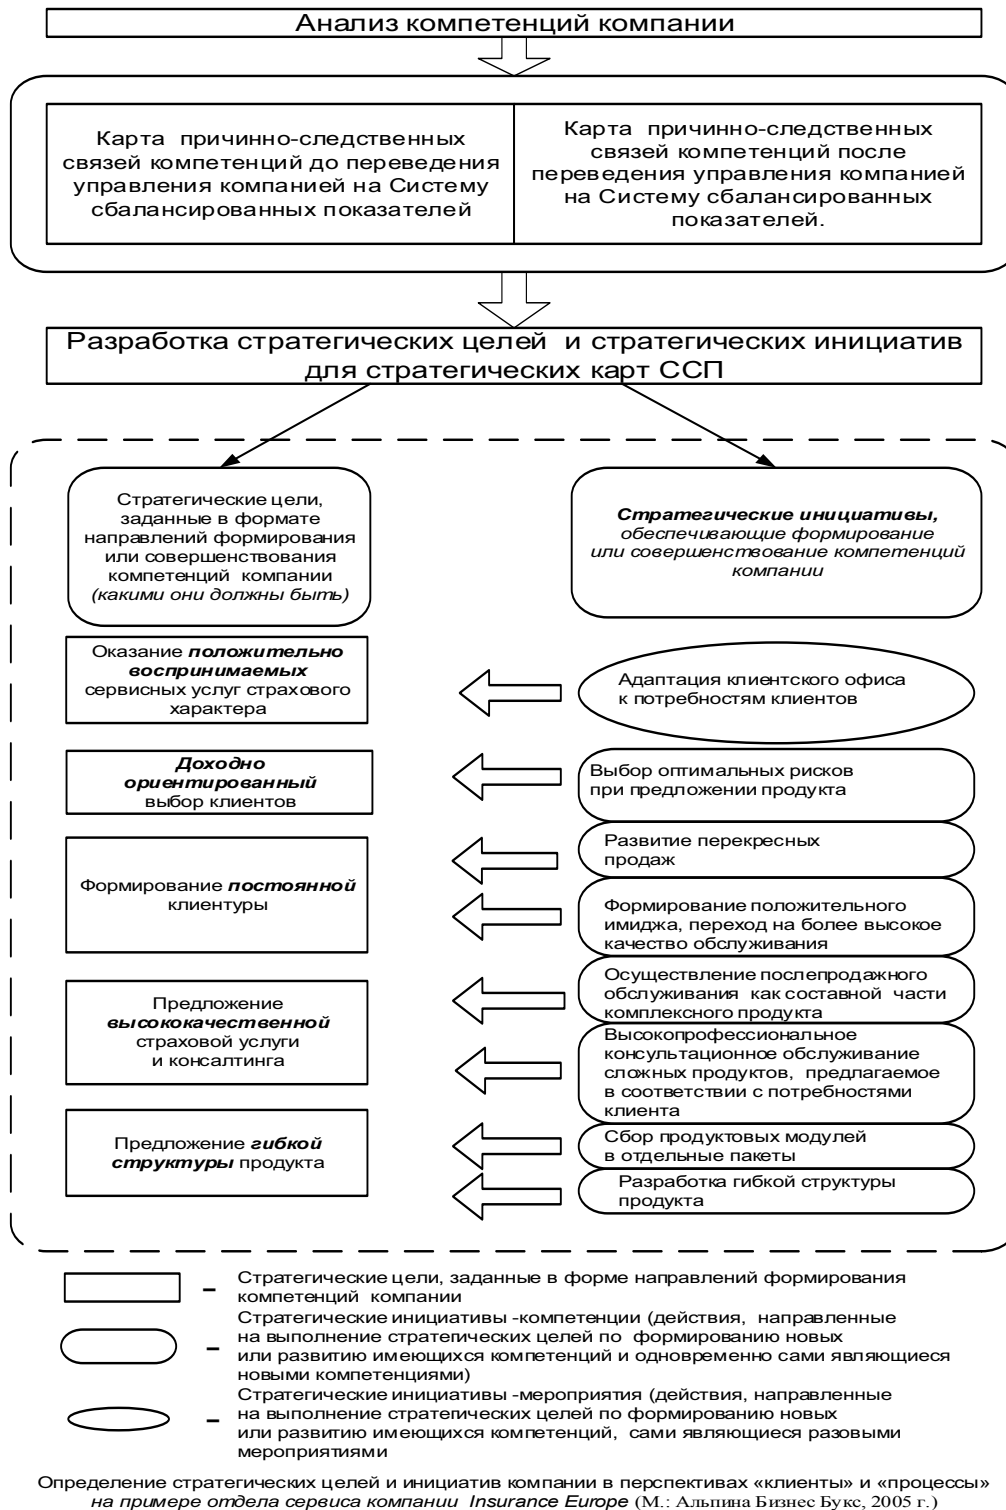 Анализ компетенций компании
Карта причинно-следственных
связей компетенций до переведения
управления компанией на Систему
сбалансированных показателей
Карта причинно-следственных
связей компетенций после
переведения управления компанией
на Систему сбалансированных
показателей.
Разработка стратегических целей и стратегических инициатив
для стратегических карт ССП
Стратегические цели,
заданные в формате
направлений формирования
или совершенствования
компетенций компании
(какими они должны быть)
Стратегические инициативы,
обеспечивающие формирование
или совершенствование компетенций
компании
Оказание положительно
воспринимаемых
сервисных услуг страхового
характера
Адаптация клиентского офиса
к потребностям клиентов
Доходно
ориентированный
выбор клиентов
Выбор оптимальных рисков
при предложении продукта
Формирование постоянной
клиентуры
Развитие перекресных
продаж
Формирование положительного
имиджа, переход на более высокое
качество обслуживания
Предложение
высококачественной
страховой услуги
и консалтинга
Осуществление послепродажного
обслуживания как составной части
комплексного продукта
Высокопрофессиональное
консультационное обслуживание
сложных продуктов, предлагаемое
в соответствии с потребностями
клиента
Предложение гибкой
структуры продукта
Сбор продуктовых модулей
в отдельные пакеты
Разработка гибкой структуры
продукта
– Стратегические цели, заданные в форме направлений формирования
компетенций компании
– Стратегические инициативы -компетенции (действия, направленные
на выполнение стратегических целей по формированию новых
или развитию имеющихся компетенций и одновременно сами являющиеся
новыми компетенциями)
– Стратегические инициативы -мероприятия (действия, направленные
на выполнение стратегических целей по формированию новых
или развитию имеющихся компетенций, сами являющиеся разовыми
мероприятиями
Определение стратегических целей и инициатив компании в перспективах «клиенты» и «процессы»
на примере отдела сервиса компании Insurance Europe (М.: Альпина Бизнес Букс, 2005 г.)